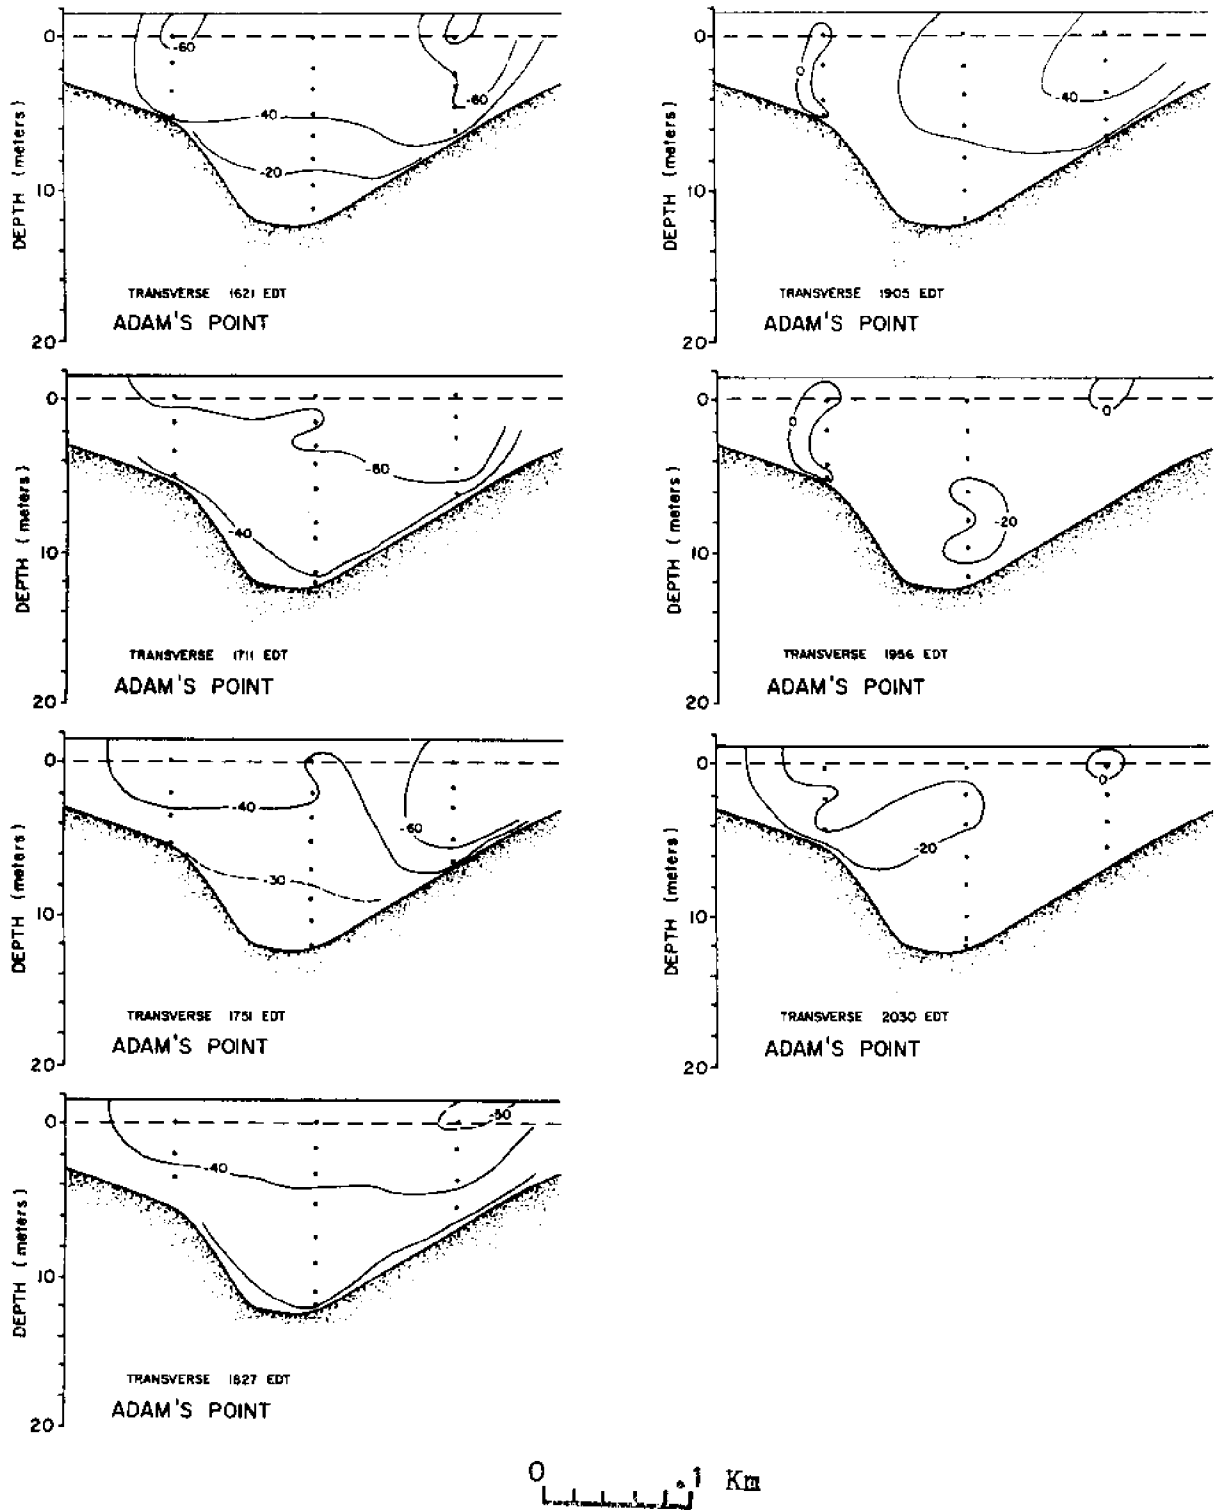 0
10
20
DEPTH (meters)
-60
-60
-40
-20
TRANSVERSE 1621 EDT
ADAM'S POINT
0
10
20
DEPTH (meters)
-60
-40
TRANSVERSE 1711 EDT
ADAM'S POINT
0
10
20
DEPTH (meters)
-40
-60
-30
TRANSVERSE 1751 EDT
ADAM'S POINT
0
10
20
DEPTH (meters)
-40
TRANSVERSE 1827 EDT
ADAM'S POINT
0
10
20
DEPTH (meters)
0
-40
TRANSVERSE 1905 EDT
ADAM'S POINT
0
10
20
DEPTH (meters)
0
0
-20
TRANSVERSE 1956 EDT
ADAM'S POINT
0
10
20
DEPTH (meters)
0
-20
TRANSVERSE 2030 EDT
ADAM'S POINT
0 .1 Km